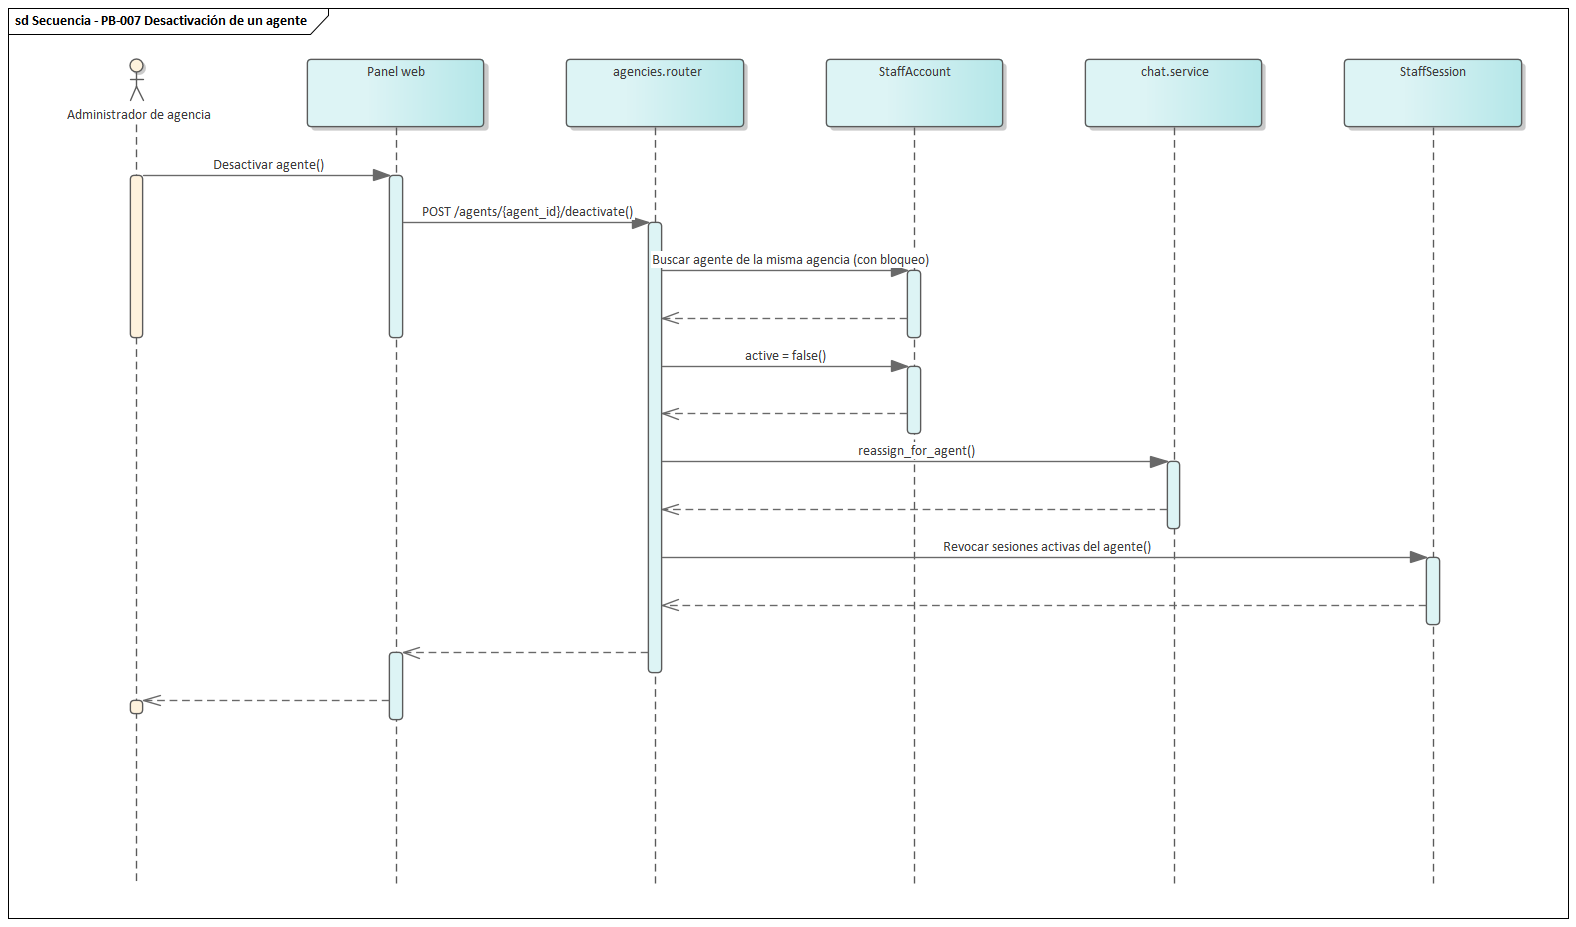 sd Secuencia - PB-007 Desactivación de un agente
Administrador de agencia
Panel web
agencies.router
StaffAccount
chat.service
StaffSession
Desactivar agente()
POST /agents/{agent_id}/deactivate()
Buscar agente de la misma agencia (con bloqueo)
active = false()
reassign_for_agent()
Revocar sesiones activas del agente()